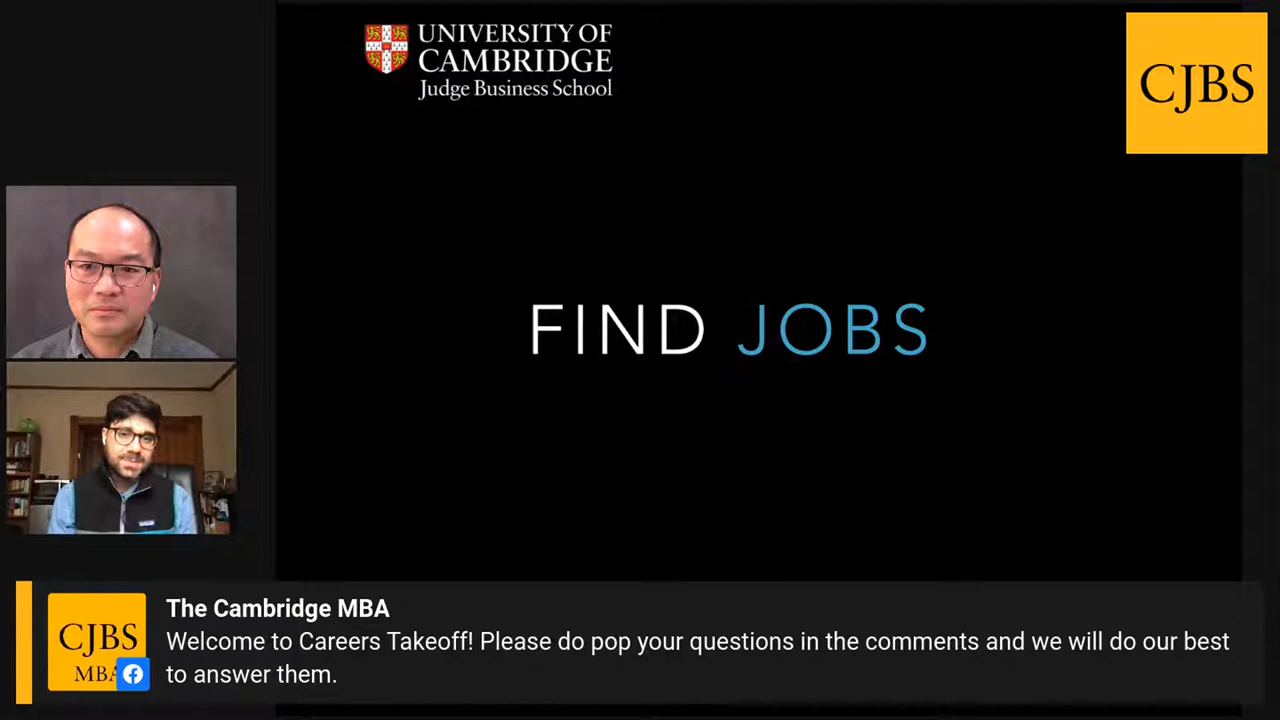 UNIVERSITY OF
CAMBRIDGE
Judge Business School
CJBS
FIND JOBS
CJBS
The Cambridge MBA
Welcome to Careers Takeoff! Please do pop your questions in the comments and we will do our best
to answer them.